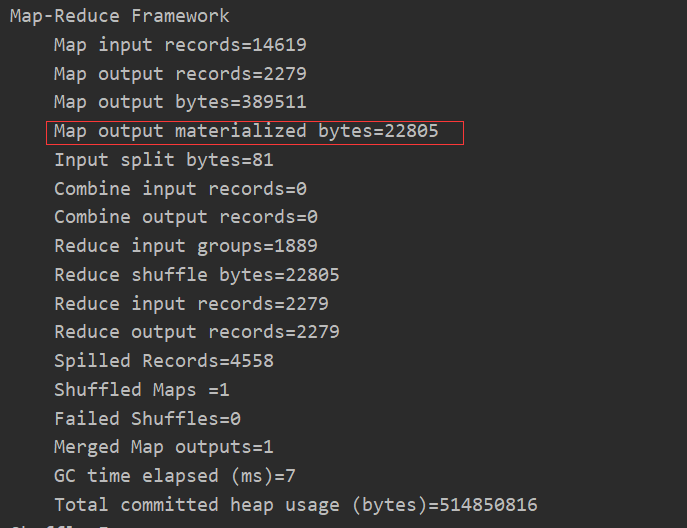 Map-Reduce Framework
Map input records=14619
Map output records=2279
Map output bytes=389511
Map output materialized bytes=22805
Input split bytes=81
Combine input records=0
Combine output records=0
Reduce input groups=1889
Reduce shuffle bytes=22805
Reduce input records=2279
Reduce output records=2279
Spilled Records=4558
Shuffled Maps =1
Failed Shuffles=0
Merged Map outputs=1
GC time elapsed (ms)=7
Total committed heap usage (bytes)=514850816